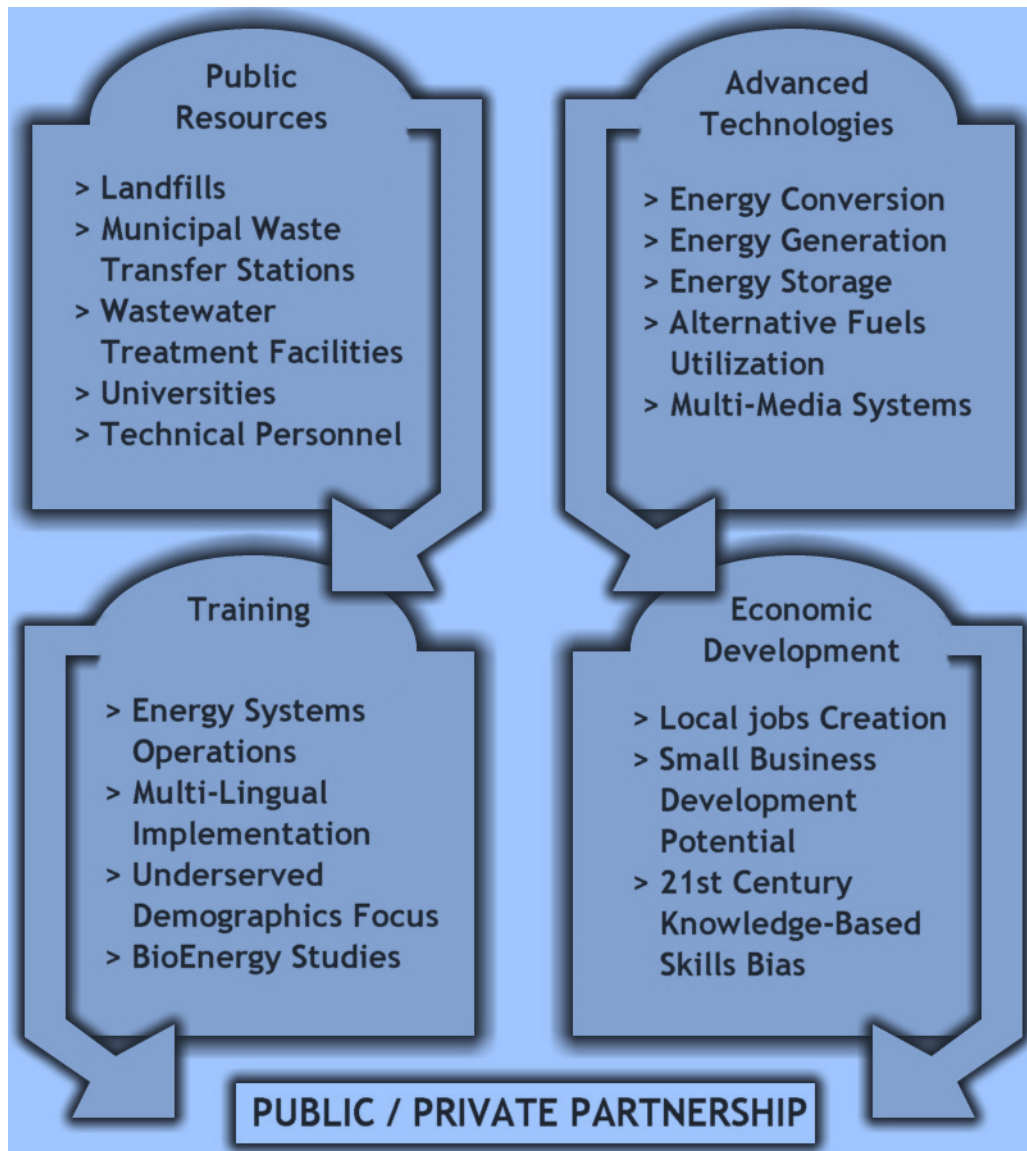 Public
Resources
> Landfills
> Municipal Waste
Transfer Stations
> Wastewater
Treatment Facilities
> Universities
> Technical Personnel
Advanced
Technologies
> Energy Conversion
> Energy Generation
> Energy Storage
> Alternative Fuels
Utilization
> Multi-Media Systems
Training
> Energy Systems
Operations
> Multi-Lingual
Implementation
> Underserved
Demographics Focus
> BioEnergy Studies
Economic
Development
> Local jobs Creation
> Small Business
Development
Potential
> 21st Century
Knowledge-Based
Skills Bias
PUBLIC / PRIVATE PARTNERSHIP